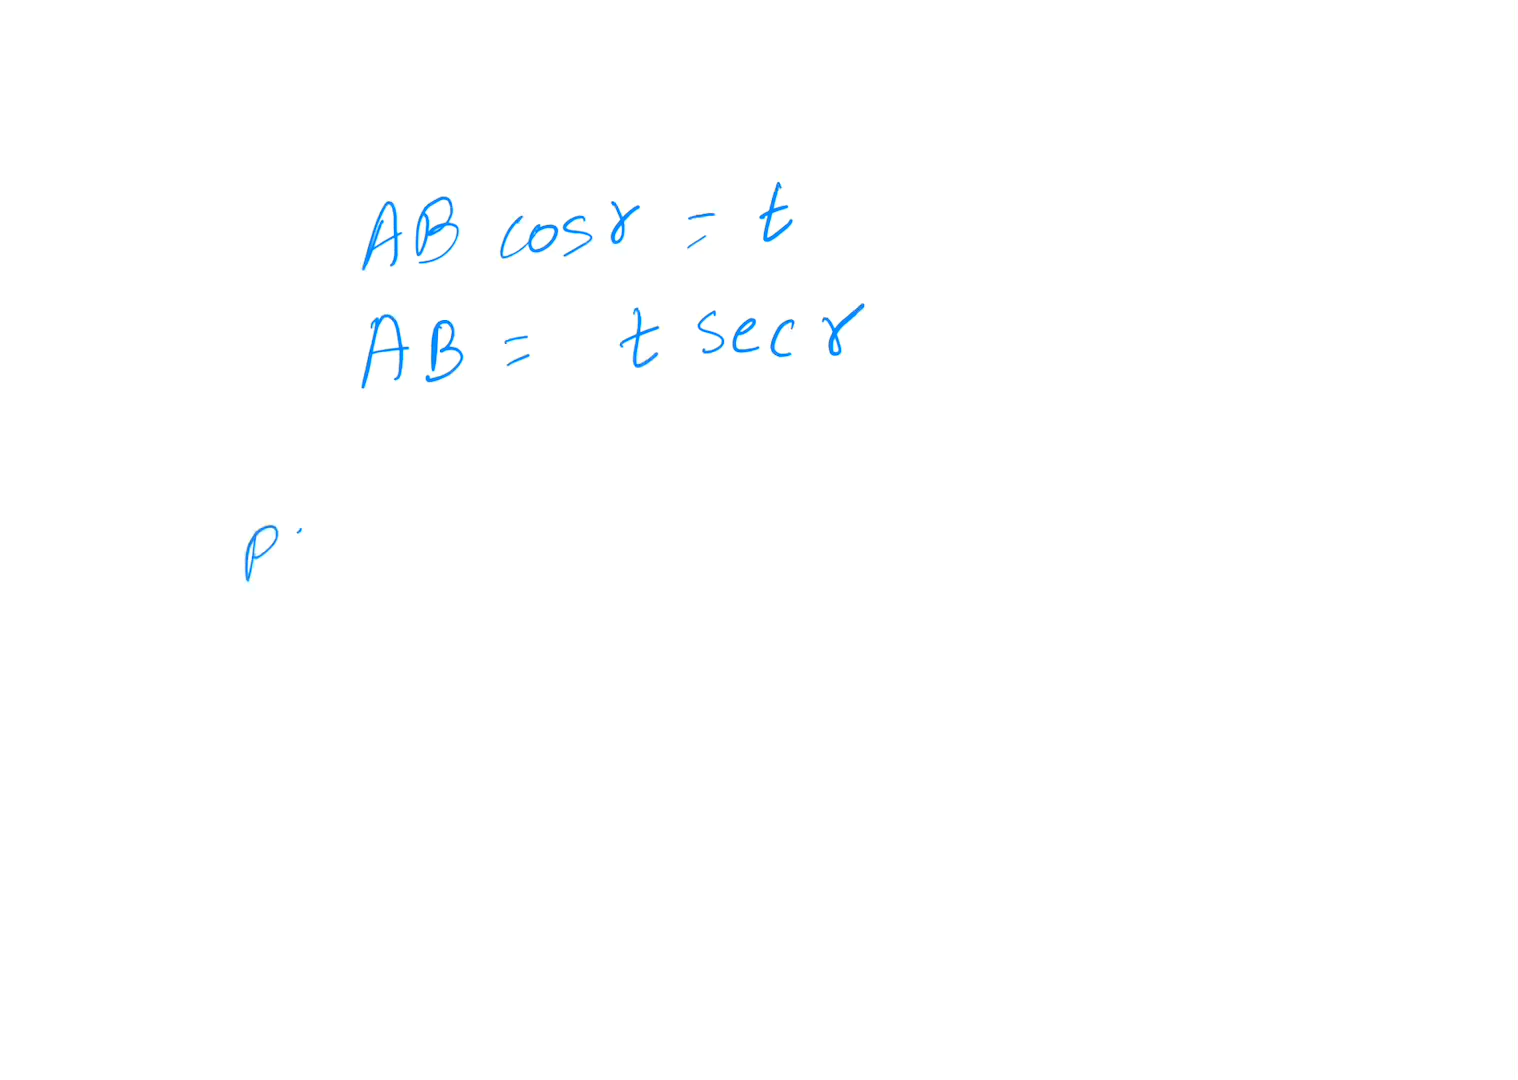 AB cos r = t
AB = t sec r
P